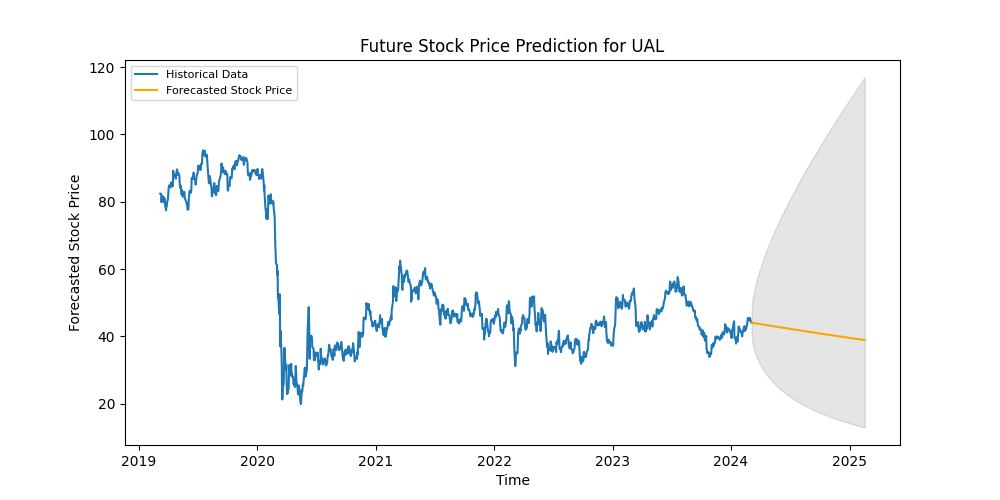 Future Stock Price Prediction for UAL
Historical Data
Forecasted Stock Price
Forecasted Stock Price
120
100
80
60
40
20
2019
2020
2021
2022
2023
2024
2025
Time